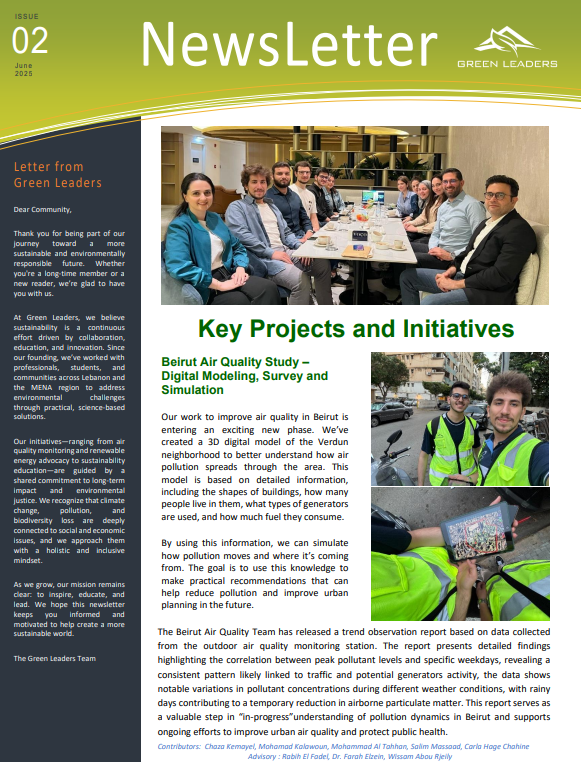 ISSUE
02
June
2025
NewsLetter
GREEN LEADERS
Letter from
Green Leaders
Dear Community,
Thank you for being part of our
journey toward a more
sustainable and environmentally
responsible future. Whether
you're a long-time member or a
new reader, we're glad to have
you with us.
At Green Leaders, we believe
sustainability is a continuous
effort driven by collaboration,
education, and innovation. Since
our founding, we've worked with
professionals, students, and
communities across Lebanon and
the MENA region to address
environmental challenges
through practical, science-based
solutions.
Our initiatives—ranging from air
quality monitoring and renewable
energy advocacy to sustainability
education—are guided by a
shared commitment to long-term
impact and environmental
justice. We recognize that climate
change, pollution, and
biodiversity loss are deeply
connected to social and economic
issues, and we approach them
with a holistic and inclusive
mindset.
As we grow, our mission remains
clear: to inspire, educate, and
lead. We hope this newsletter
keeps you informed and
motivated to help create a more
sustainable world.
The Green Leaders Team
Key Projects and Initiatives
Beirut Air Quality Study –
Digital Modeling, Survey and
Simulation
Our work to improve air quality in Beirut is
entering an exciting new phase. We've
created a 3D digital model of the Verdun
neighborhood to better understand how air
pollution spreads through the area. This
model is based on detailed information,
including the shapes of buildings, how many
people live in them, what types of generators
are used, and how much fuel they consume.
By using this information, we can simulate
how pollution moves and where it's coming
from. The goal is to use this knowledge to
make practical recommendations that can
help reduce pollution and improve urban
planning in the future.
The Beirut Air Quality Team has released a trend observation report based on data collected
from the outdoor air quality monitoring station. The report presents detailed findings
highlighting the correlation between peak pollutant levels and specific weekdays, revealing a
consistent pattern likely linked to traffic and potential generators activity, the data shows
notable variations in pollutant concentrations during different weather conditions, with rainy
days contributing to a temporary reduction in airborne particulate matter. This report serves as
a valuable step in "in-progress"understanding of pollution dynamics in Beirut and supports
ongoing efforts to improve urban air quality and protect public health.
Contributors: Chaza Kemayel, Mohamad Kalawoun, Mohammad Al Tahhan, Salim Massaad, Carla Hage Chahine
Advisory : Rabih El Fadel, Dr. Farah Elzein, Wissam Abou Rjeily